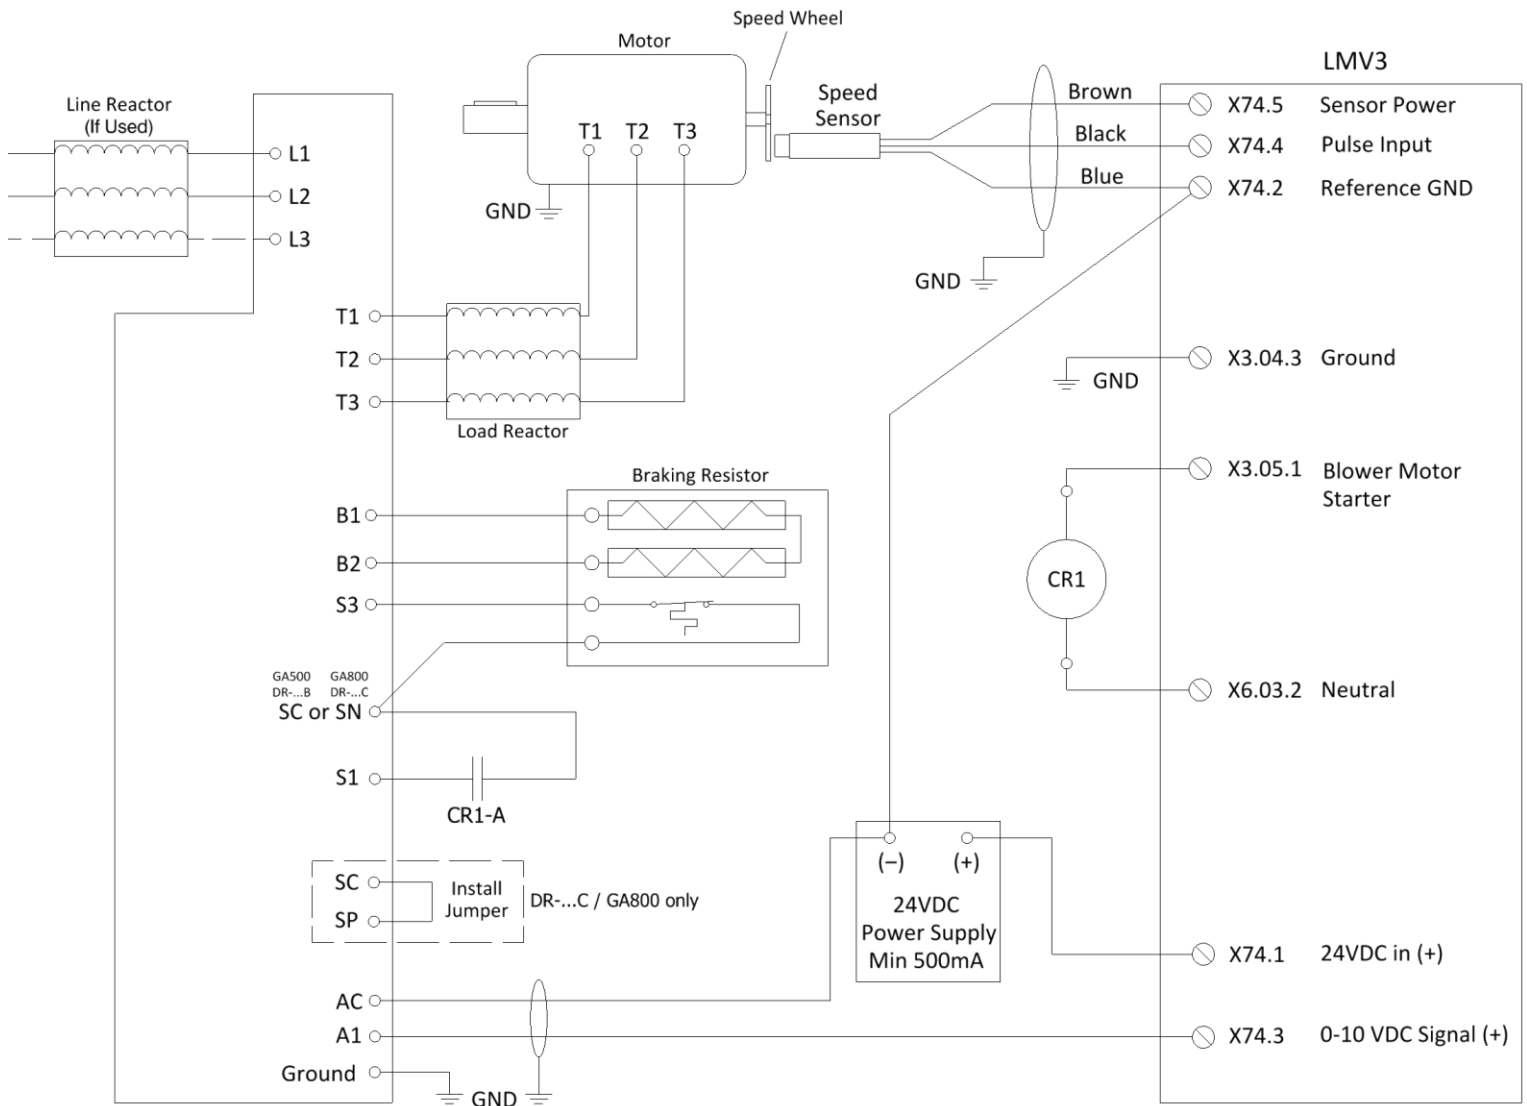 Speed Wheel
Motor
LMV3
Line Reactor
(If Used)
Speed
Sensor
Brown
X74.5 Sensor Power
T1 T2 T3
Black
X74.4 Pulse Input
L1
Blue
X74.2 Reference GND
L2
GND
L3
GND
T1
T2
X3.04.3 Ground
GND
T3
Load Reactor
Braking Resistor
X3.05.1 Blower Motor
Starter
B1
B2
CR1
S3
GA500 GA800
DR-...B DR-...C
SC or SN
X6.03.2 Neutral
S1
CR1-A
(–) (+)
SC
Install
Jumper
DR-...C / GA800 only
SP
24VDC
Power Supply
Min 500mA
X74.1 24VDC in (+)
AC
A1
X74.3 0-10 VDC Signal (+)
Ground
GND